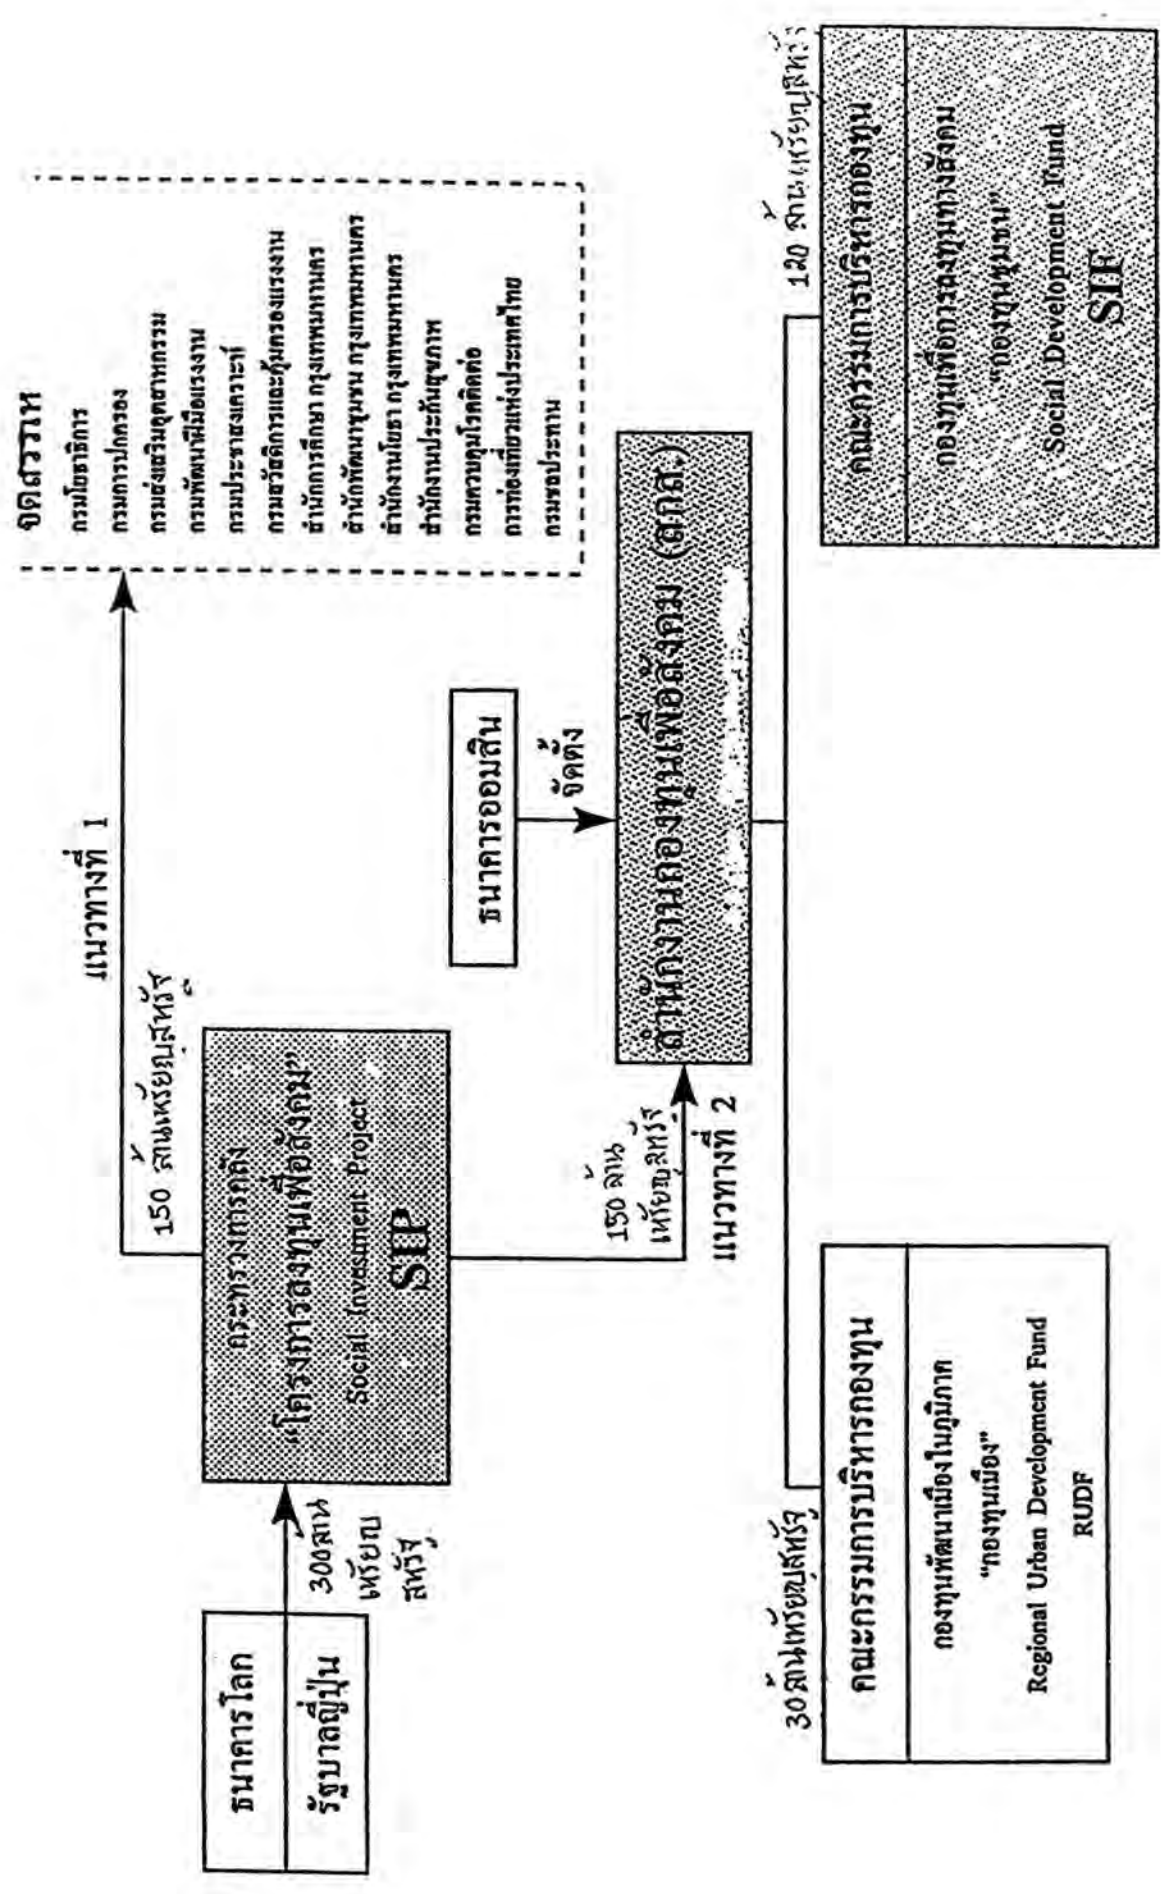 ธนาคารโลก
รัฐบาลญี่ปุ่น
300ล้าน
เหรียญ
สหรัฐ
กระทรวงการคลัง
“โครงการลงทุนเพื่อสังคม”
Social Investment Project
SIP
150 ล้านเหรียญสหรัฐ
แนวทางที่ 1
จัดสรรให้
กรมโยธาธิการ
กรมการปกครอง
กรมส่งเสริมอุตสาหกรรม
กรมพัฒนาฝีมือแรงงาน
กรมประชาสงเคราะห์
กรมสวัสดิการและคุ้มครองแรงงาน
สำนักการศึกษา กรุงเทพมหานคร
สำนักพัฒนาชุมชน กรุงเทพมหานคร
สำนักงานโยธา กรุงเทพมหานคร
สำนักงานประกันสุขภาพ
กรมควบคุมโรคติดต่อ
การท่องเที่ยวแห่งประเทศไทย
กรมชลประทาน
150 ล้าน
เหรียญสหรัฐ
แนวทางที่ 2
ธนาคารออมสิน
จัดตั้ง
สำนักงานกองทุนเพื่อสังคม (สกส.)
30ล้านเหรียญสหรัฐ
คณะกรรมการบริหารกองทุน
กองทุนพัฒนาเมืองในภูมิภาค
“กองทุนเมือง”
Regional Urban Development Fund
RUDF
120 ล้านเหรียญสหรัฐ
คณะกรรมการบริหารกองทุน
กองทุนเพื่อการลงทุนทางสังคม
“กองทุนชุมชน”
Social Development Fund
SIF